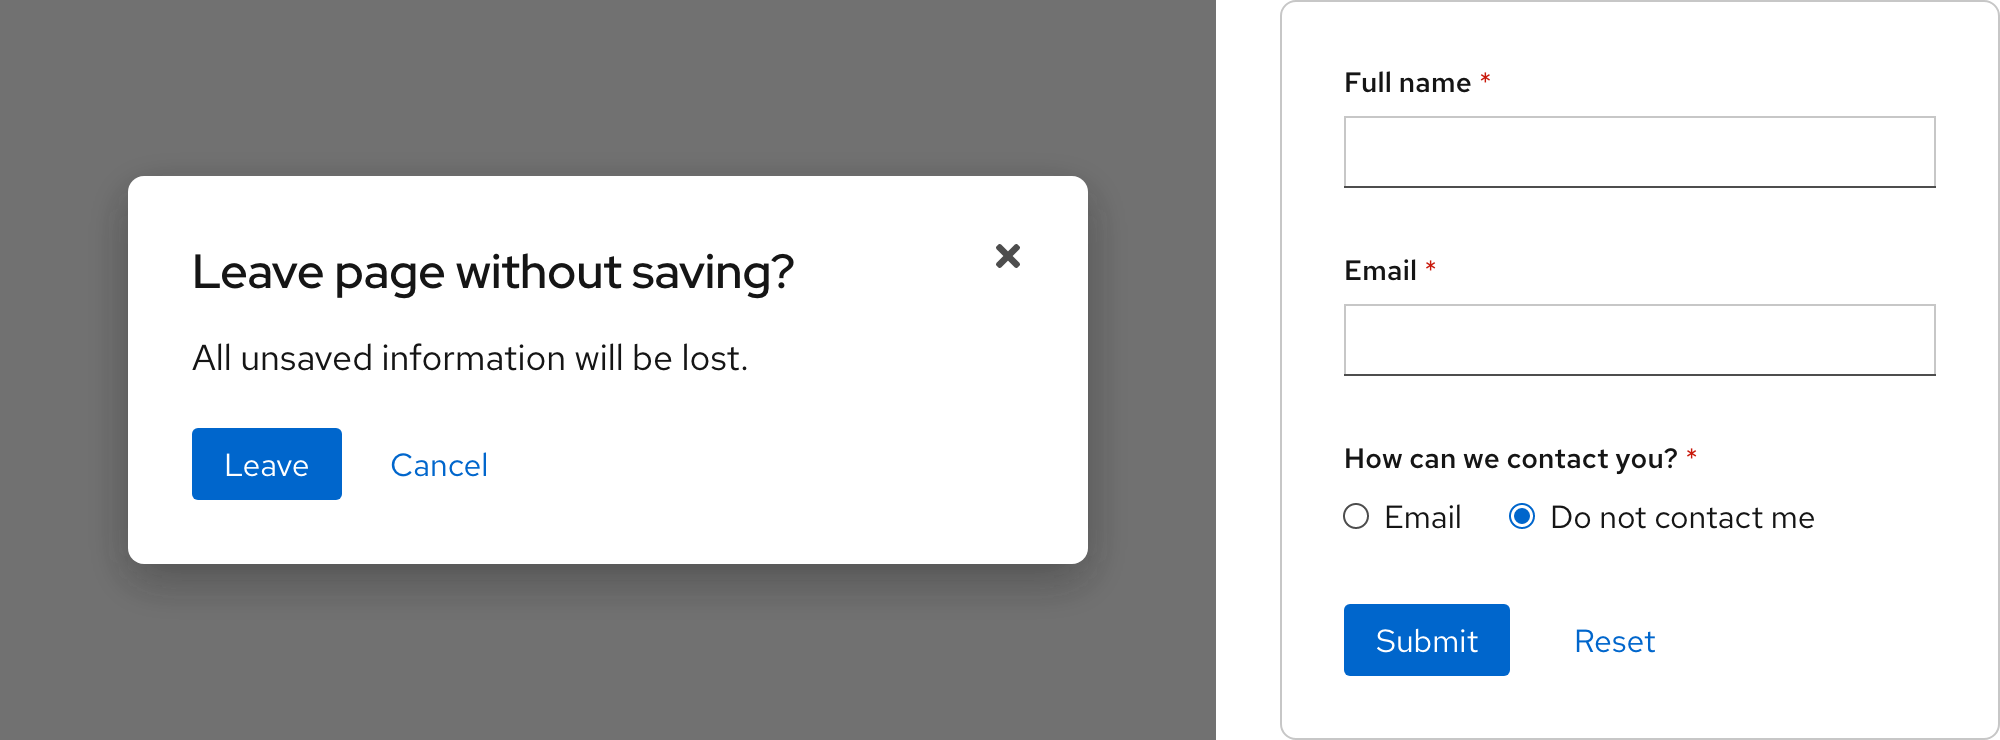 Leave page without saving?
All unsaved information will be lost.
Leave Cancel
Full name *
Email *
How can we contact you? *
Email Do not contact me
Submit Reset